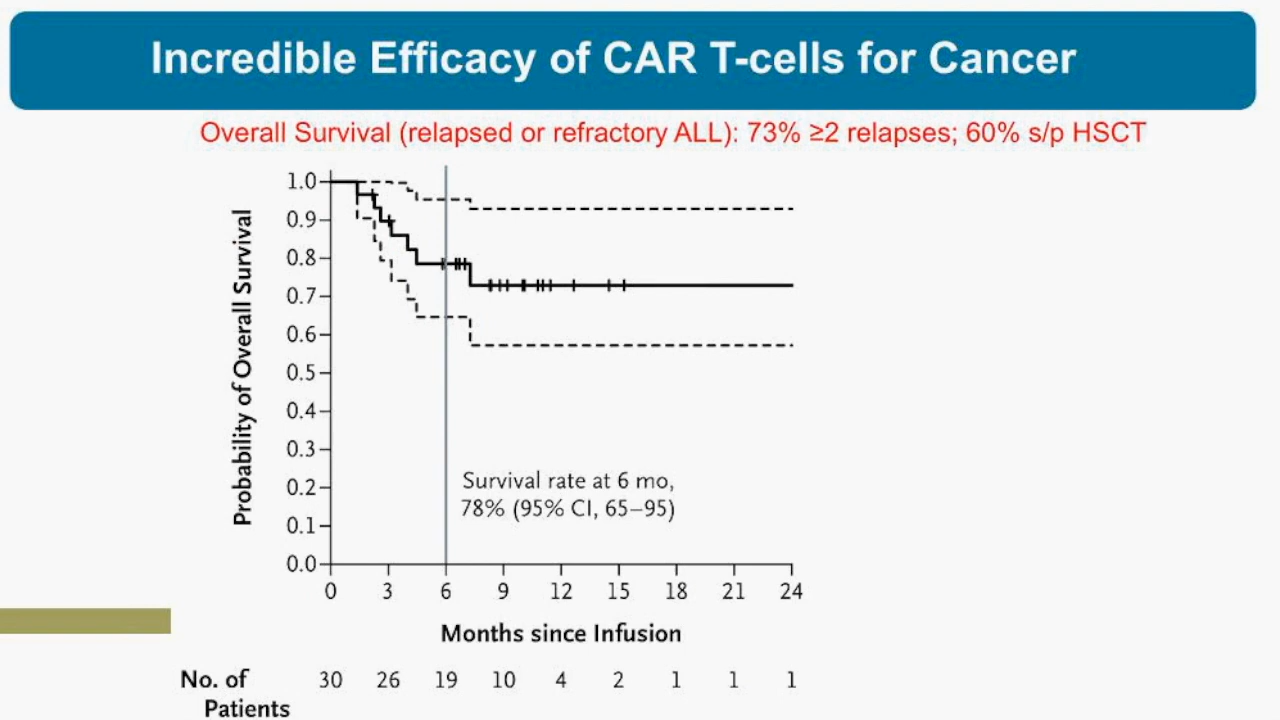 Incredible Efficacy of CAR T-cells for Cancer
Overall Survival (relapsed or refractory ALL): 73% ≥2 relapses; 60% s/p HSCT
Probability of Overall Survival
1.0
0.9
0.8
0.7
0.6
0.5
0.4
0.3
0.2
0.1
0.0
Survival rate at 6 mo,
78% (95% CI, 65–95)
0 3 6 9 12 15 18 21 24
Months since Infusion
No. of 30 26 19 10 4 2 1 1 1
Patients